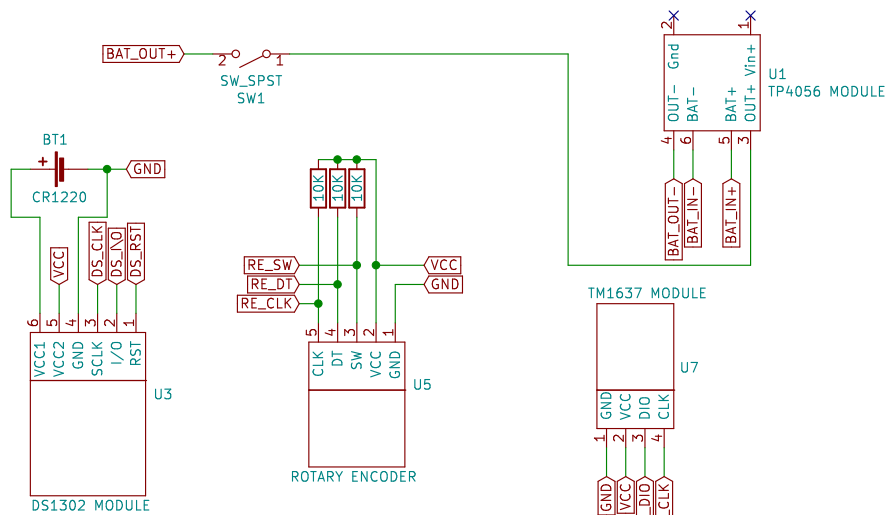 BAT_OUT+
2
1
SW_SPST
SW1
2
1
Gnd
Vin+
OUT-
BAT-
BAT+
OUT+
4
6
5
3
U1
TP4056 MODULE
BAT_OUT-
BAT_IN-
BAT_IN+
BT1
+
CR1220
GND
VCC
DS_CLK
DS_I\O
DS_RST
6
5
4
3
2
1
VCC1
VCC2
GND
SCLK
I/O
RST
U3
DS1302 MODULE
10K
10K
10K
RE_SW
RE_DT
RE_CLK
VCC
GND
5
4
3
2
1
CLK
DT
SW
VCC
GND
U5
ROTARY ENCODER
TM1637 MODULE
U7
GND
VCC
DIO
CLK
1
2
3
4
GND
VCC
_DIO
_CLK